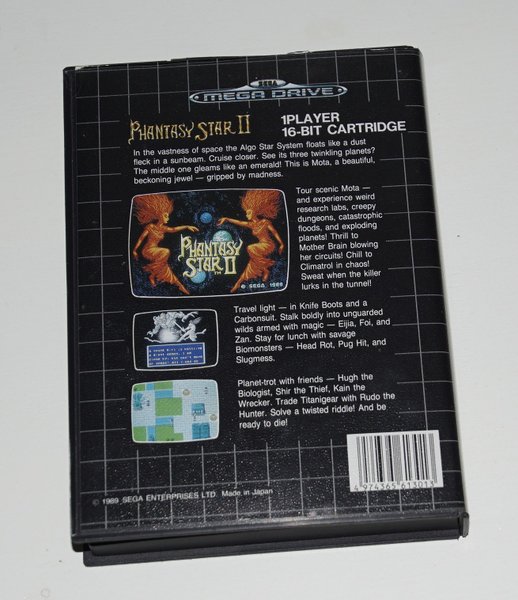 SEGA
MEGA DRIVE
PHANTASY STAR II
1PLAYER
16-BIT CARTRIDGE
In the vastness of space the Algo Star System floats like a dust
fleck in a sunbeam. Cruise closer. See its three twinkling planets?
The middle one gleams like an emerald! This is Mota, a beautiful,
beckoning jewel — gripped by madness.
PHANTASY
STAR II
© SEGA 1989
Tour scenic Mota —
and experience weird
research labs, creepy
dungeons, catastrophic
floods, and exploding
planets! Thrill to
Mother Brain blowing
her circuits! Chill to
Climatrol in chaos!
Sweat when the killer
lurks in the tunnel!
Travel light — in Knife Boots and a
Carbonsuit. Stalk boldly into unguarded
wilds armed with magic — Eijia, Foi, and
Zan. Stay for lunch with savage
Biomonsters — Head Rot, Pug Hit, and
Slugmess.
Planet-trot with friends — Hugh the
Biologist, Shir the Thief, Kain the
Wrecker. Trade Titanigear with Rudo the
Hunter. Solve a twisted riddle! And be
ready to die!
4 974365 613013
© 1989 SEGA ENTERPRISES LTD. Made in Japan